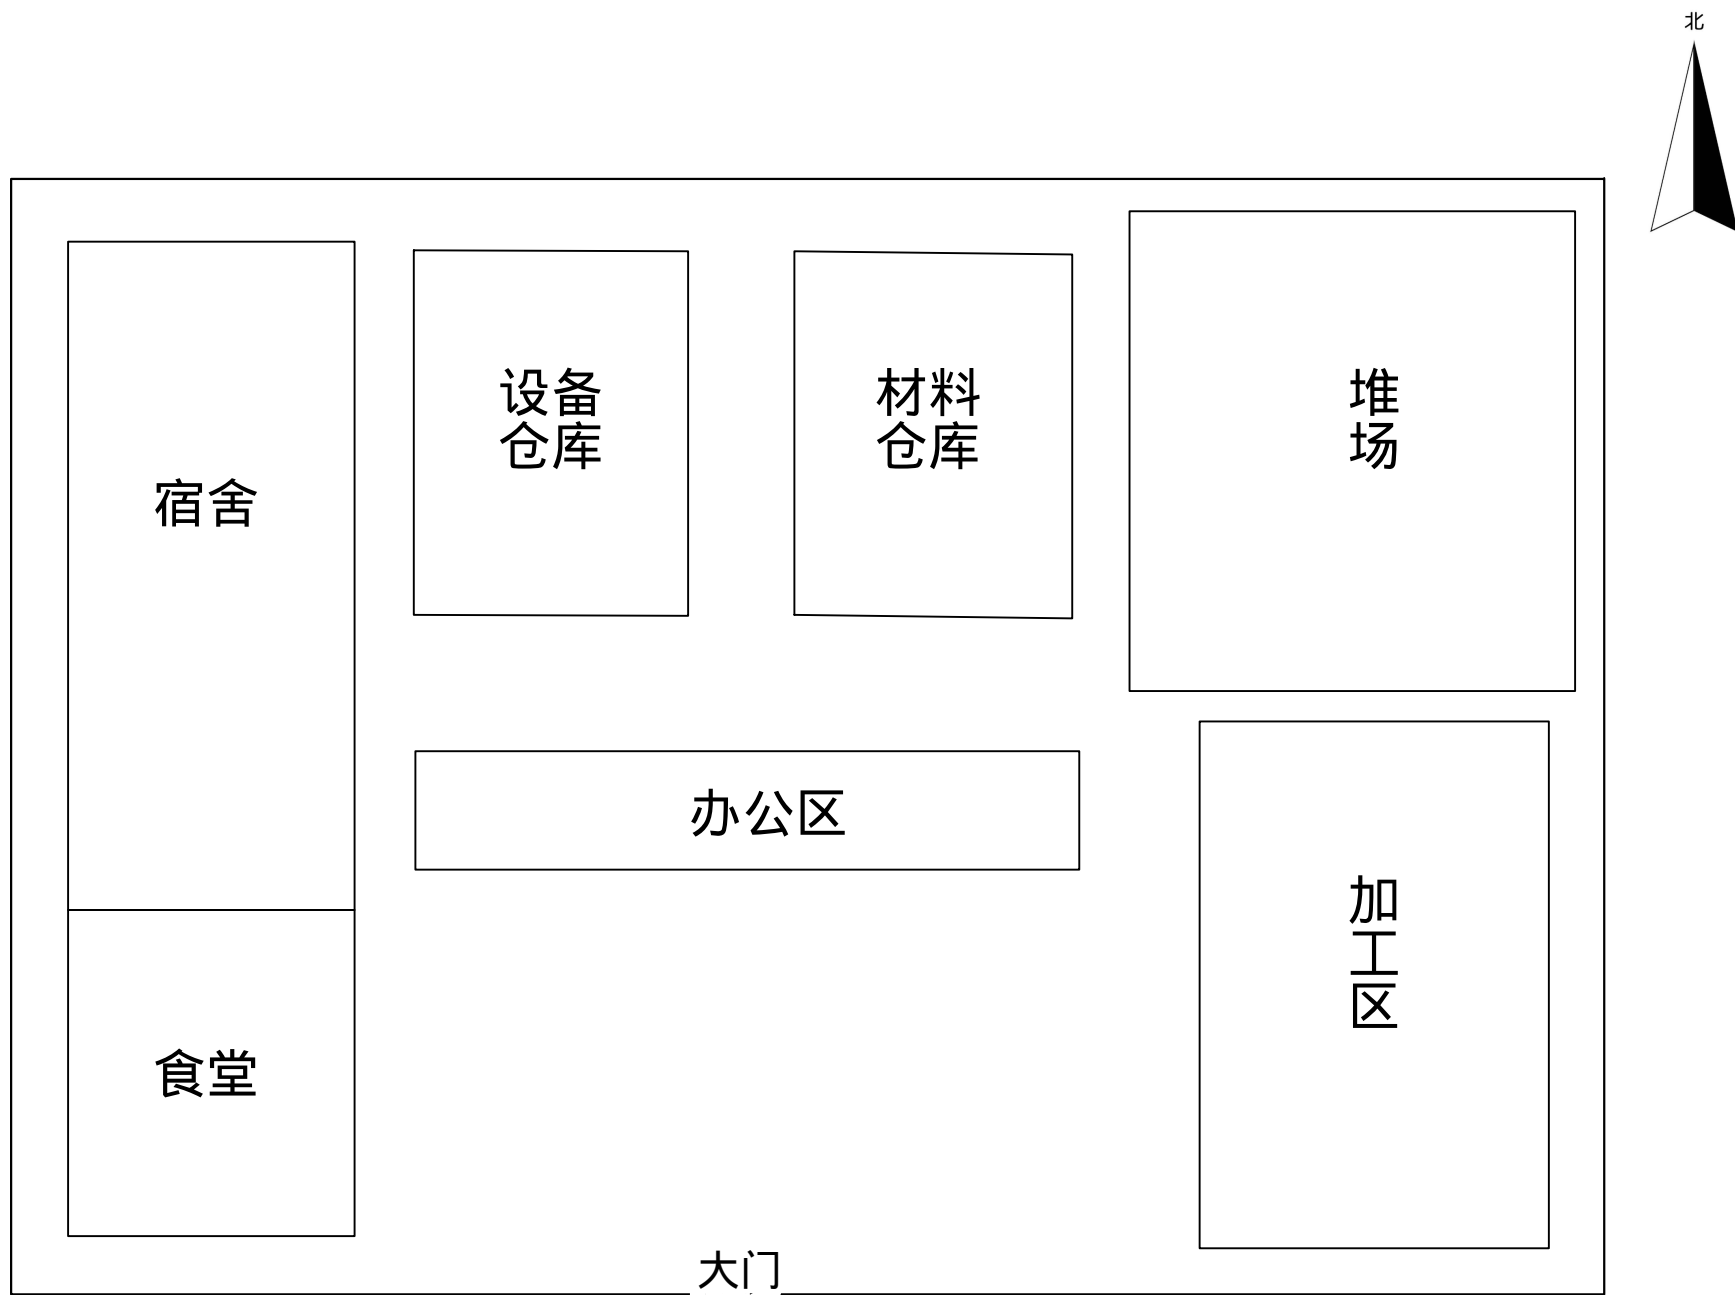 北
设备
仓库
材料
仓库
堆
场
宿舍
办公区
加
工
区
食堂
大门